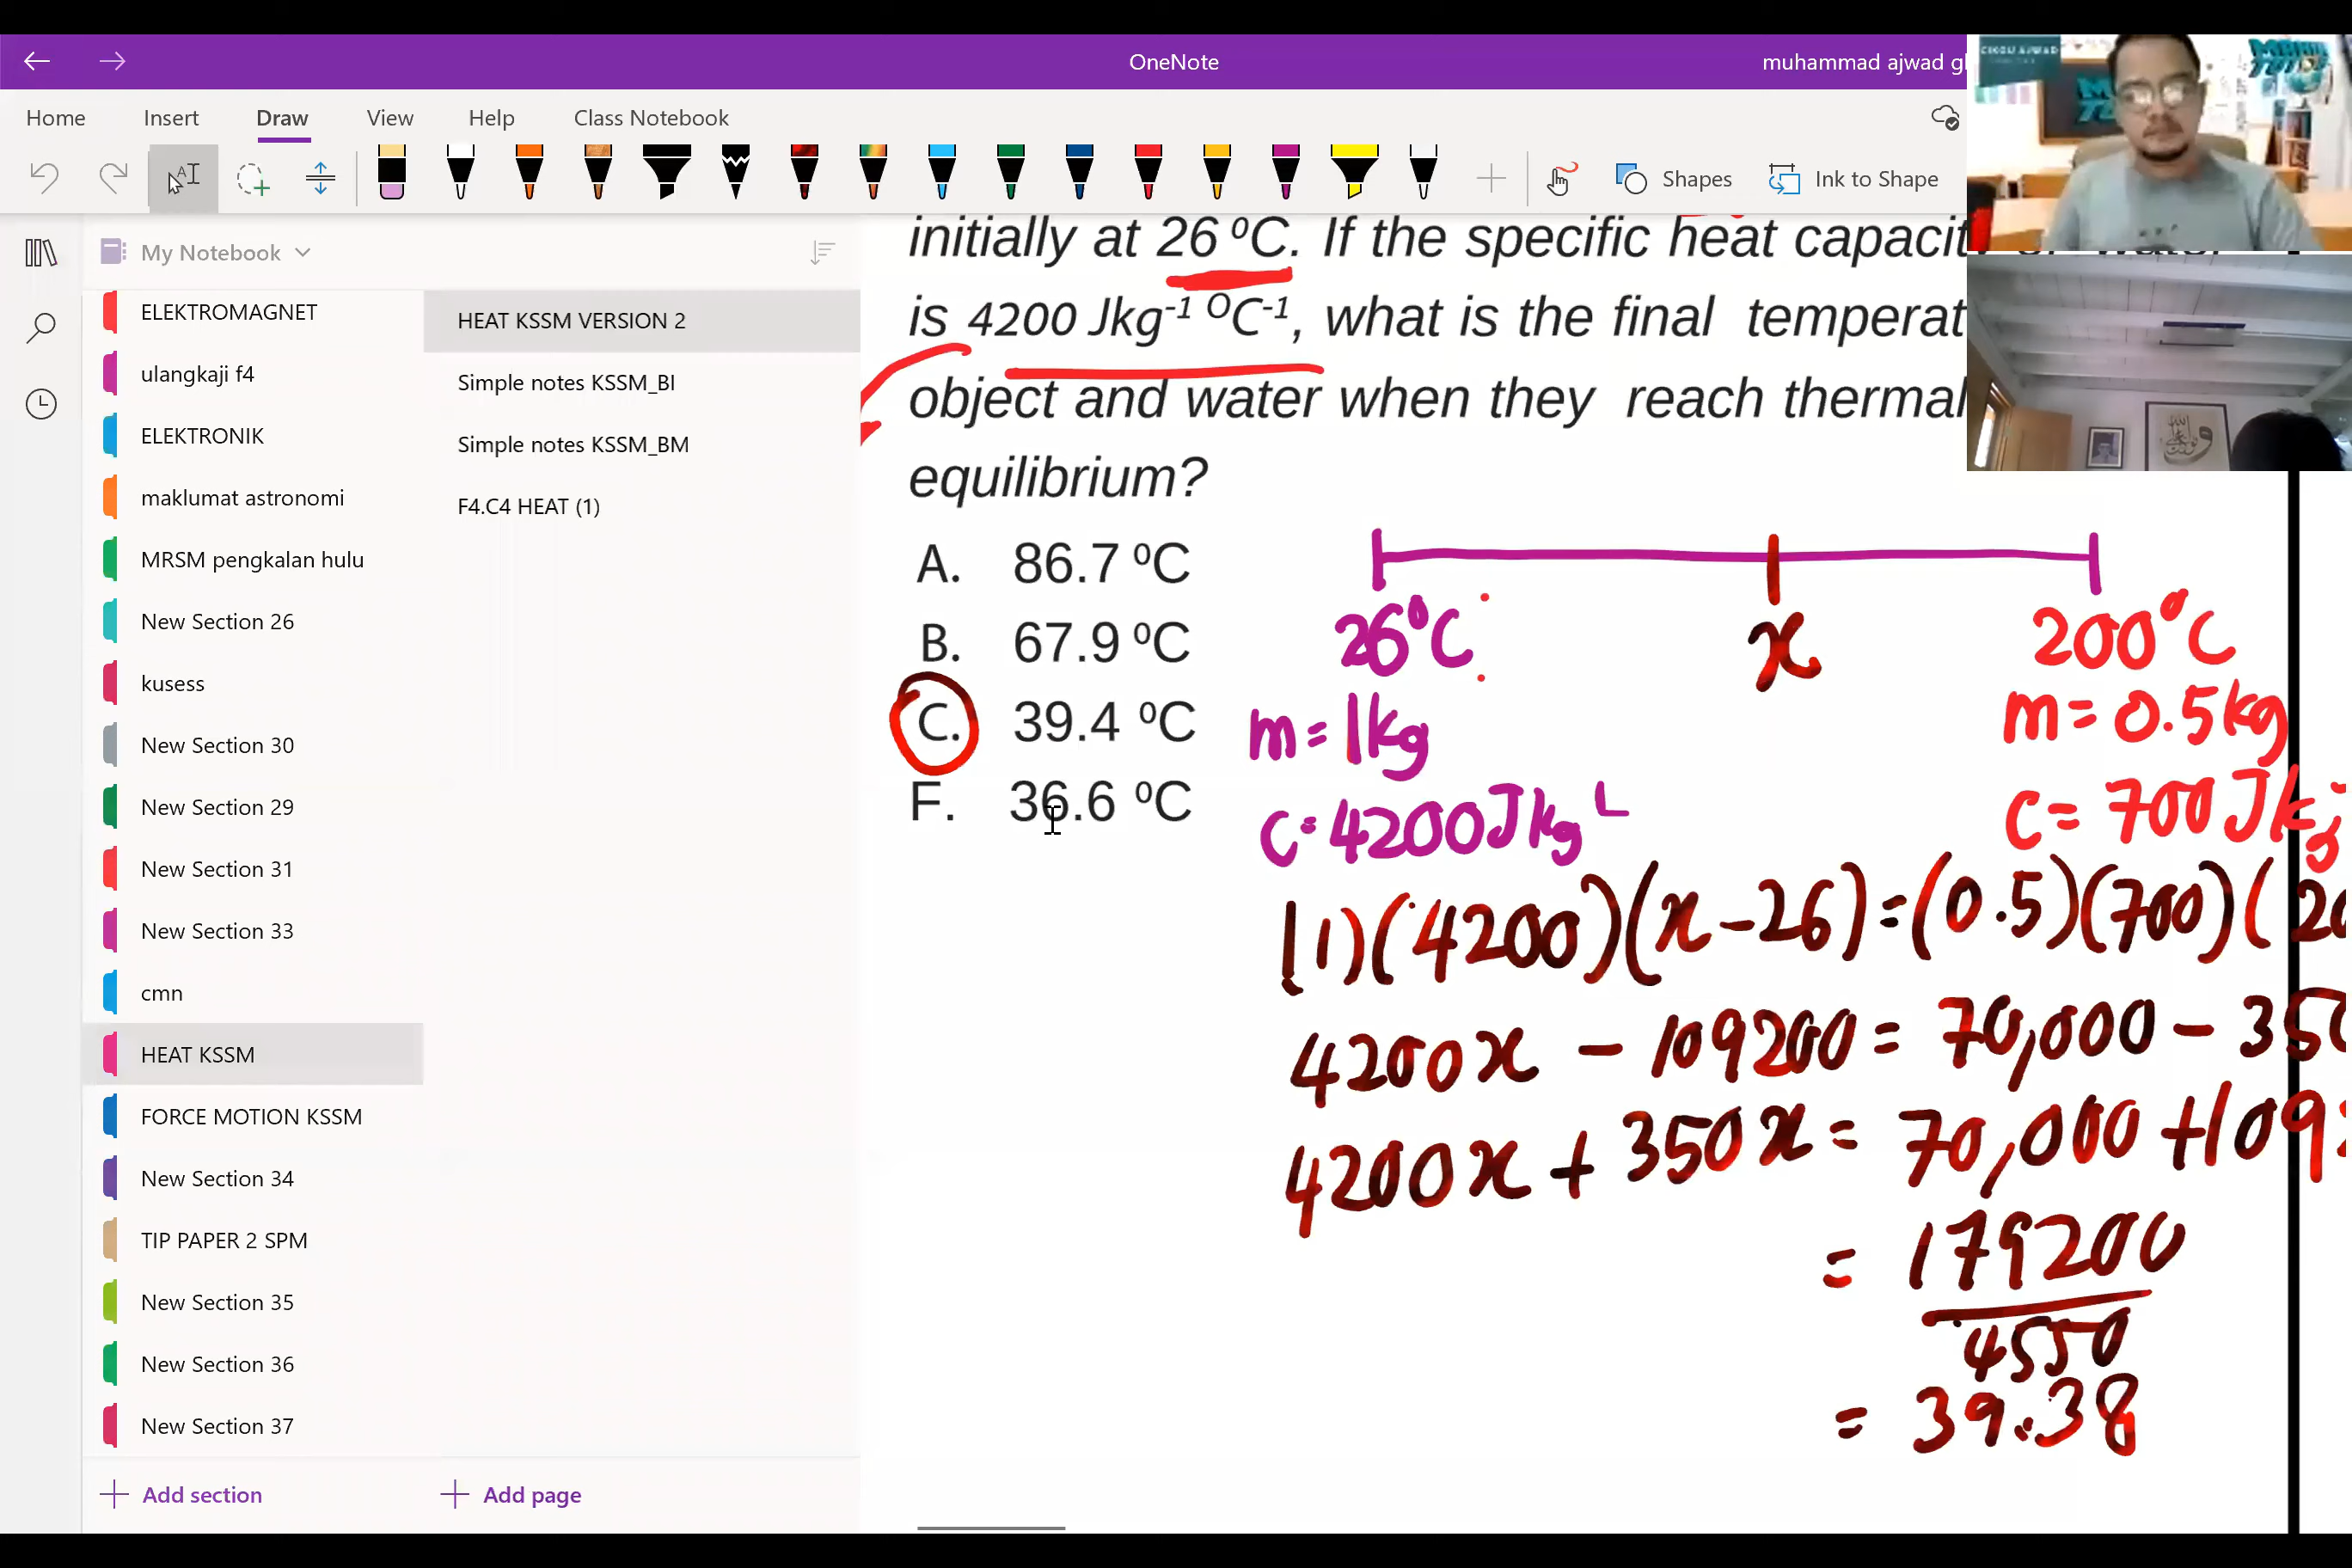 OneNote
muhammad ajwad
Home Insert Draw View Help Class Notebook
Shapes Ink to Shape
My Notebook
ELEKTROMAGNET
ulangkaji f4
ELEKTRONIK
maklumat astronomi
MRSM pengkalan hulu
New Section 26
kusess
New Section 30
New Section 29
New Section 31
New Section 33
cmn
HEAT KSSM
FORCE MOTION KSSM
New Section 34
TIP PAPER 2 SPM
New Section 35
New Section 36
New Section 37
+ Add section
HEAT KSSM VERSION 2
Simple notes KSSM_BI
Simple notes KSSM_BM
F4.C4 HEAT (1)
+ Add page
initially at 26 ⁰C. If the specific heat capacit
is 4200 Jkg⁻¹ ᴼC⁻¹, what is the final temperat
object and water when they reach thermal
equilibrium?
A. 86.7 ⁰C
B. 67.9 ⁰C
C. 39.4 ⁰C
F. 36.6 ⁰C
26°C x 200°C
m = 1kg m = 0.5kg
c = 4200Jkg c = 700Jkg
(1)(4200)(x-26)=(0.5)(700)(20
4200x - 109200 = 70,000 - 350
4200x + 350x = 70,000 + 109
= 179200
4550
= 39.38